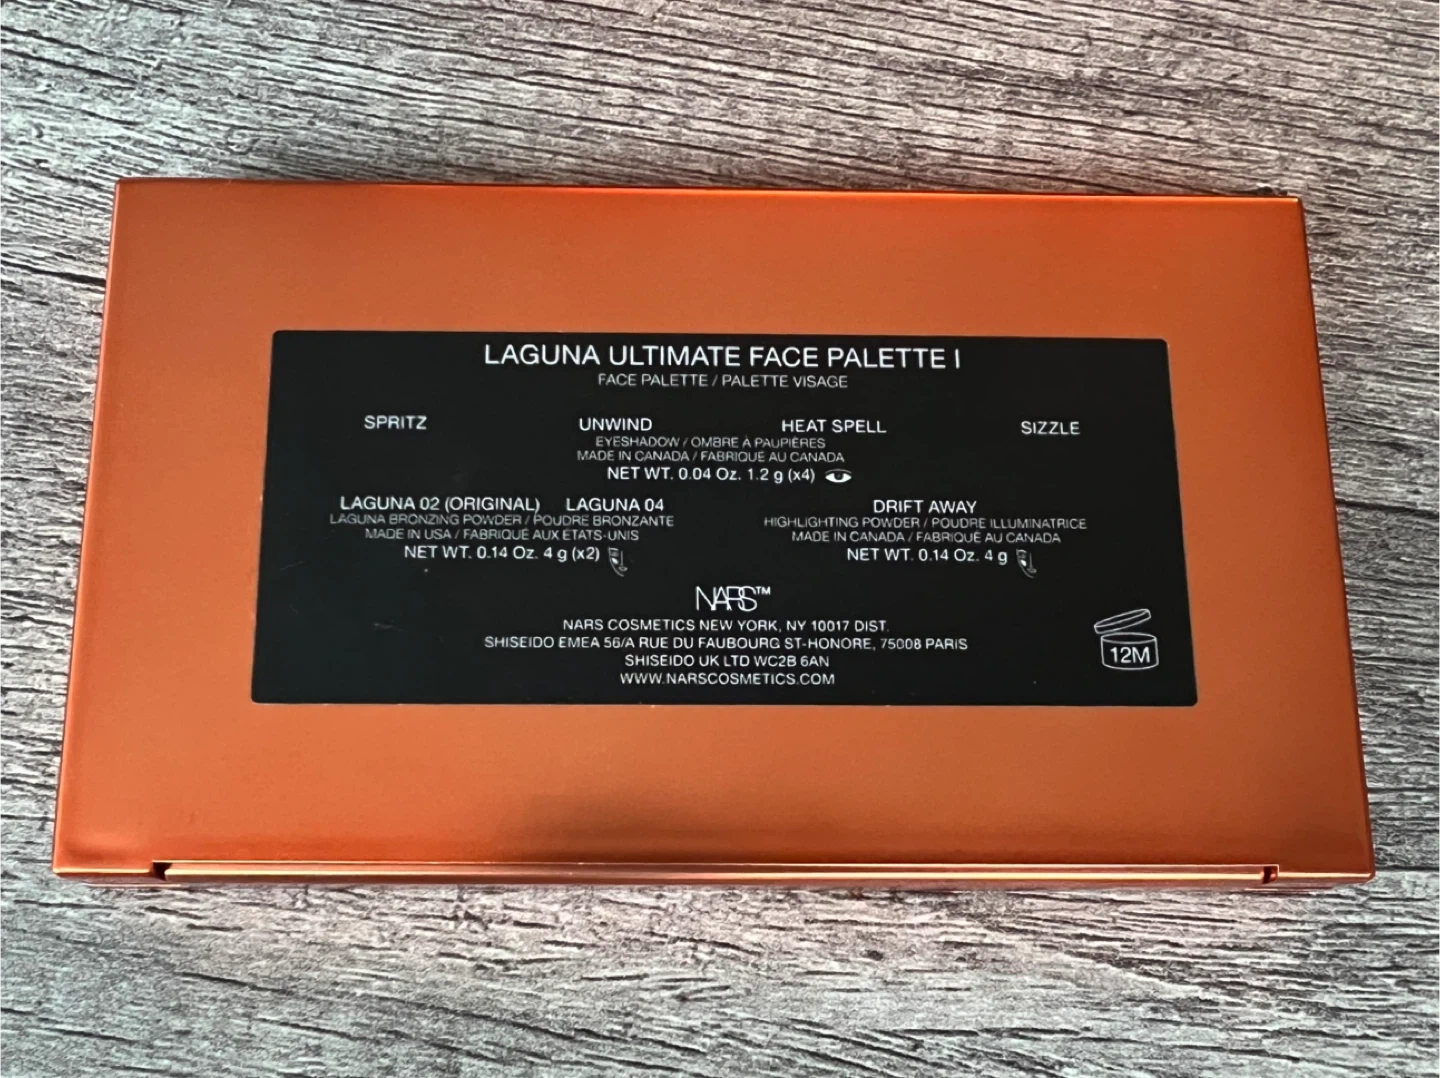 LAGUNA ULTIMATE FACE PALETTE I
FACE PALETTE / PALETTE VISAGE
SPRITZ UNWIND HEAT SPELL SIZZLE
EYESHADOW / OMBRE À PAUPIÈRES
MADE IN CANADA / FABRIQUÉ AU CANADA
NET WT. 0.04 Oz. 1.2 g (x4)
LAGUNA 02 (ORIGINAL) LAGUNA 04
LAGUNA BRONZING POWDER / POUDRE BRONZANTE
MADE IN USA / FABRIQUÉ AUX ETATS-UNIS
NET WT. 0.14 Oz. 4 g (x2)
DRIFT AWAY
HIGHLIGHTING POWDER / POUDRE ILLUMINATRICE
MADE IN CANADA / FABRIQUÉ AU CANADA
NET WT. 0.14 Oz. 4 g
NARS™
NARS COSMETICS NEW YORK, NY 10017 DIST.
SHISEIDO EMEA 56/A RUE DU FAUBOURG ST-HONORE, 75008 PARIS
SHISEIDO UK LTD WC2B 6AN
WWW.NARSCOSMETICS.COM
12M